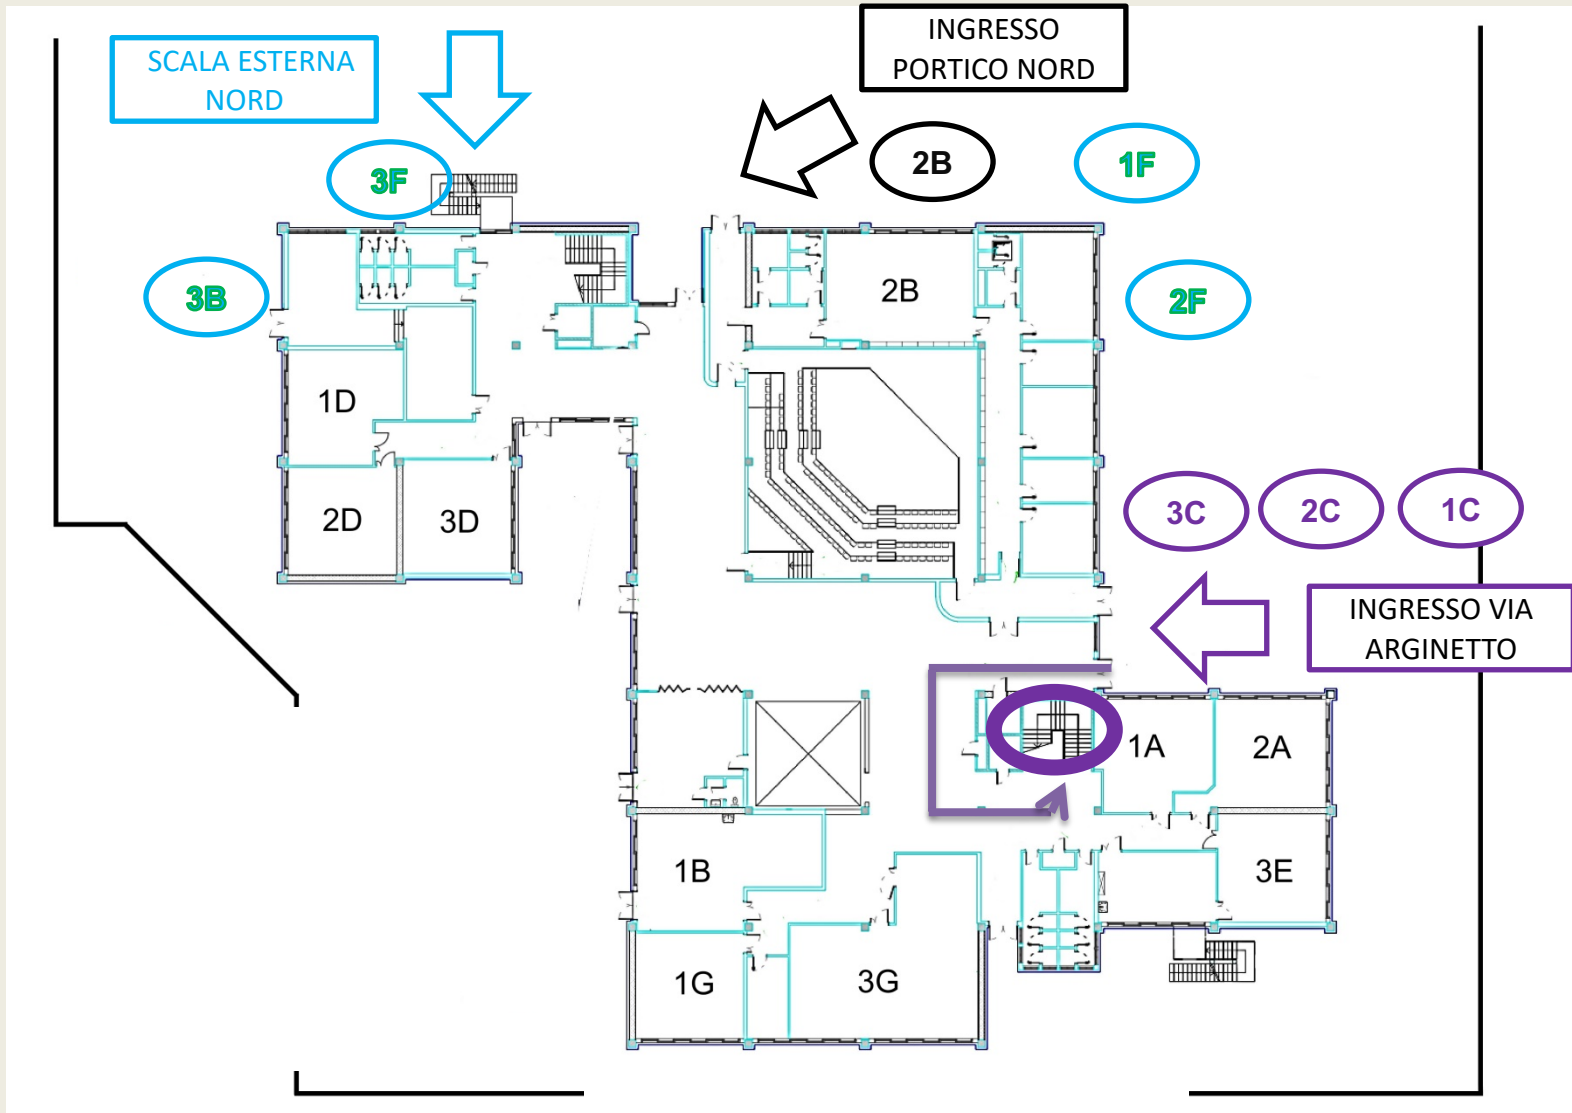 INGRESSO
PORTICO NORD
SCALA ESTERNA
NORD
3F
2B
1F
3B
2B
2F
1D
2D
3D
3C
2C
1C
INGRESSO VIA
ARGINETTO
1A
2A
1B
3E
1G
3G